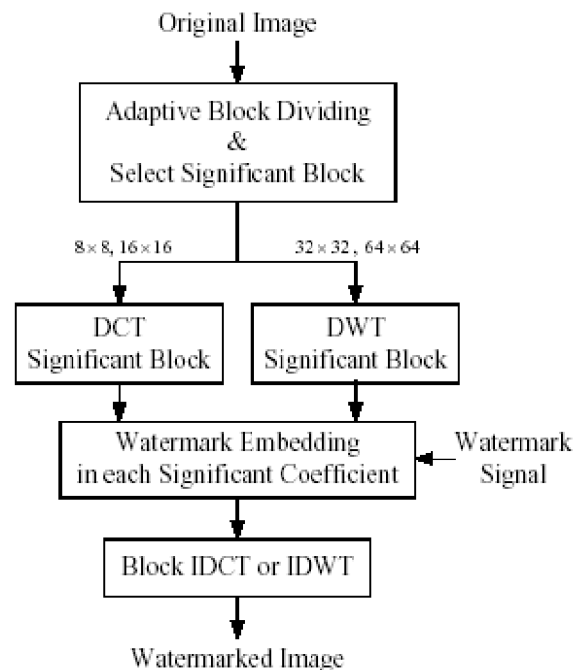 Original Image
Adaptive Block Dividing
&
Select Significant Block
8×8, 16×16
32×32, 64×64
DCT
Significant Block
DWT
Significant Block
Watermark Embedding
in each Significant Coefficient
Watermark
Signal
Block IDCT or IDWT
Watermarked Image